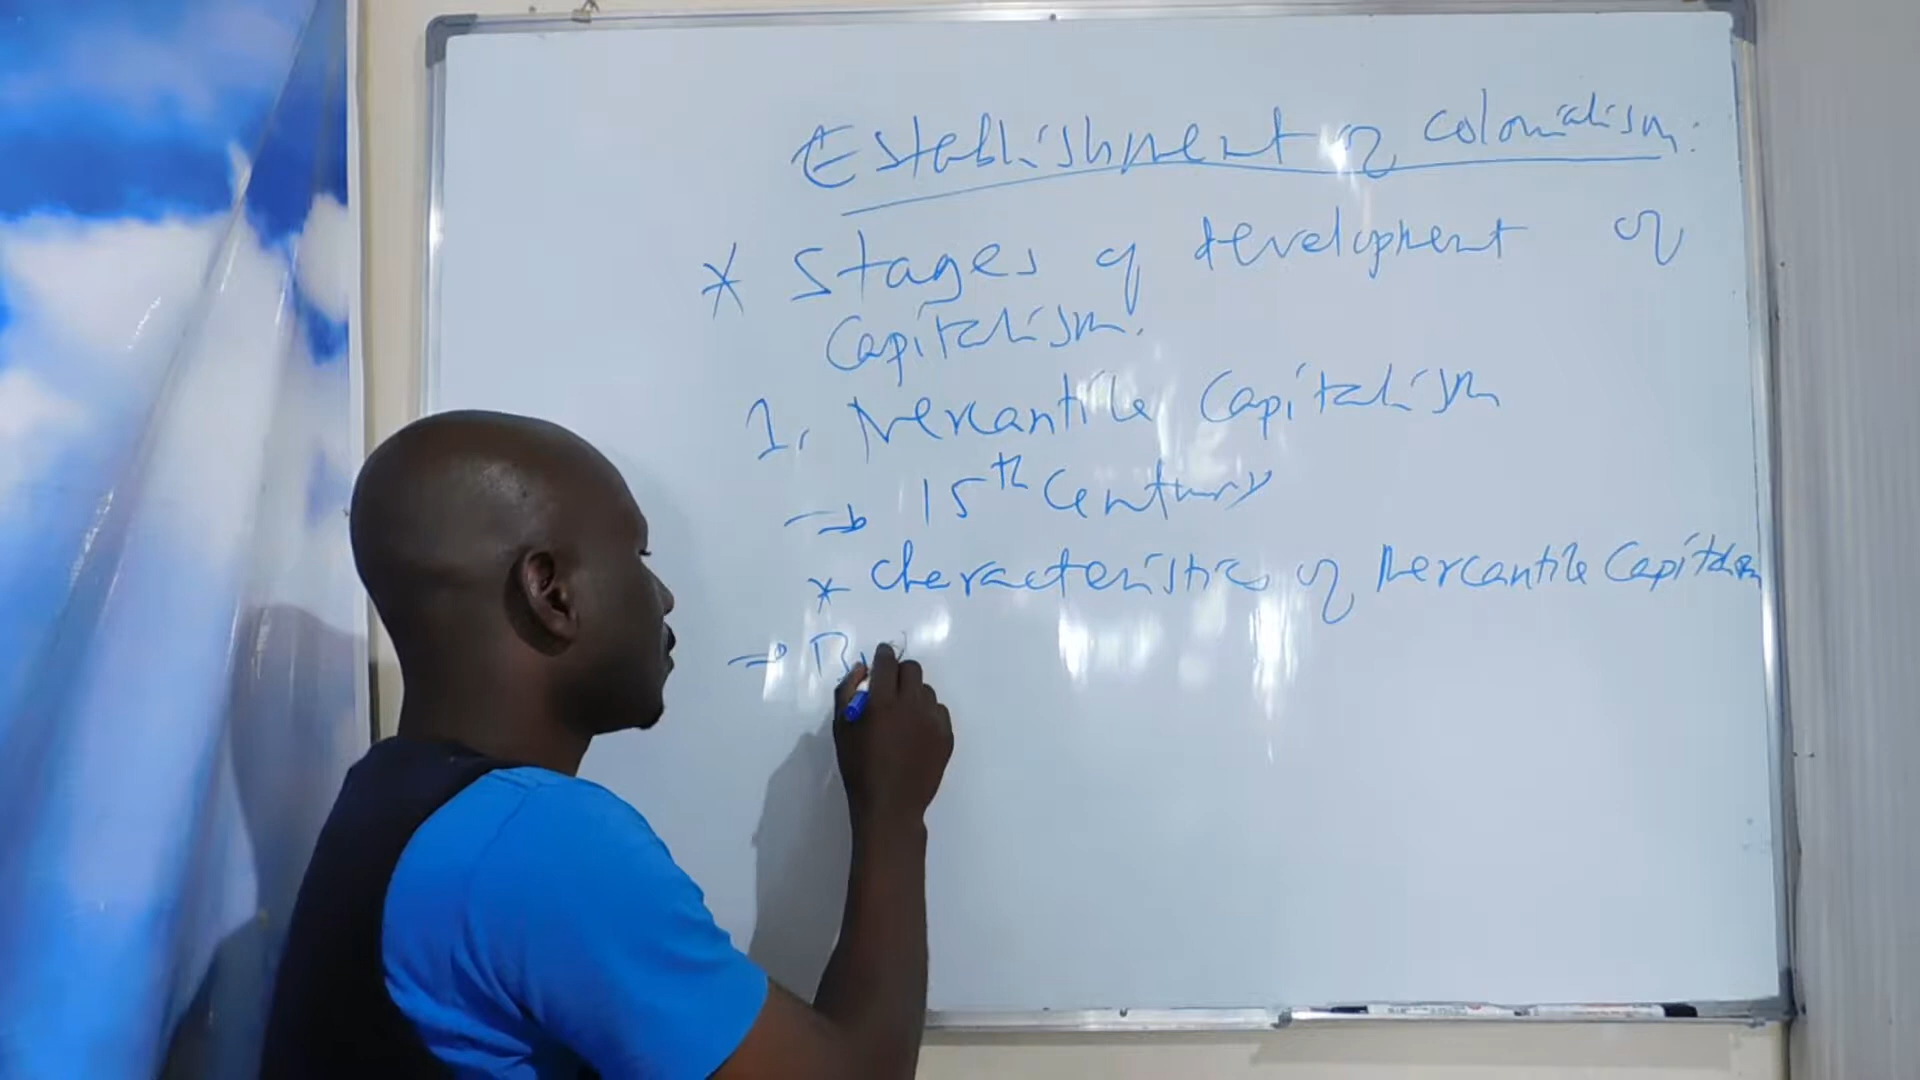 Establishment of colonialism:
* Stages of development of
Capitalism.
1. Mercantile Capitalism
→ 15th Century
* Characteristics of Mercantile Capitalism
→